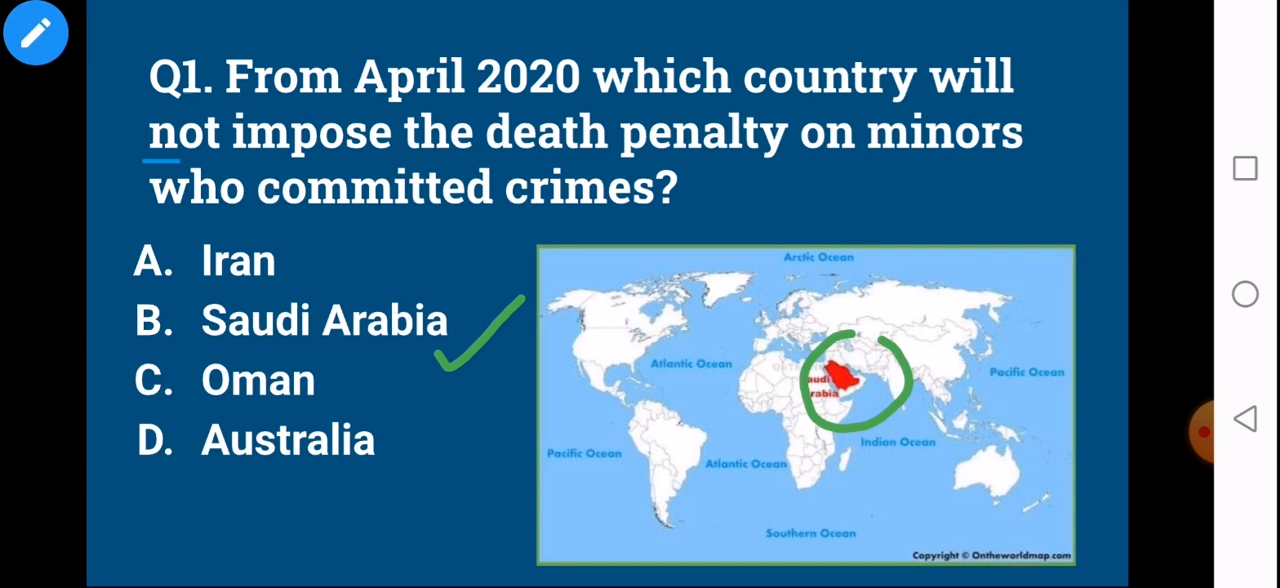 Q1. From April 2020 which country will
not impose the death penalty on minors
who committed crimes?
A. Iran
B. Saudi Arabia
C. Oman
D. Australia
Arctic Ocean
Atlantic Ocean
Pacific Ocean
audi
rabia
Indian Ocean
Pacific Ocean
Atlantic Ocean
Southern Ocean
Copyright © Ontheworldmap.com